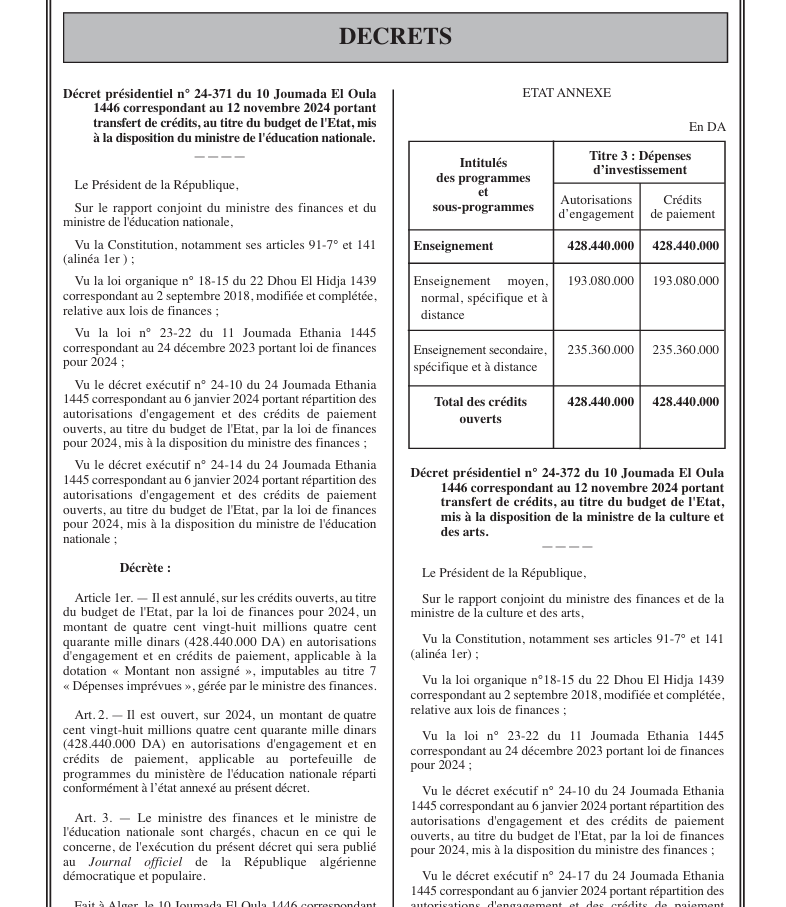 DECRETS
Décret présidentiel n° 24-371 du 10 Joumada El Oula
1446 correspondant au 12 novembre 2024 portant
transfert de crédits, au titre du budget de l'Etat, mis
à la disposition du ministre de l'éducation nationale.
————
Le Président de la République,
Sur le rapport conjoint du ministre des finances et du
ministre de l'éducation nationale,
Vu la Constitution, notamment ses articles 91-7° et 141
(alinéa 1er ) ;
Vu la loi organique n° 18-15 du 22 Dhou El Hidja 1439
correspondant au 2 septembre 2018, modifiée et complétée,
relative aux lois de finances ;
Vu la loi n° 23-22 du 11 Joumada Ethania 1445
correspondant au 24 décembre 2023 portant loi de finances
pour 2024 ;
Vu le décret exécutif n° 24-10 du 24 Joumada Ethania
1445 correspondant au 6 janvier 2024 portant répartition des
autorisations d'engagement et des crédits de paiement
ouverts, au titre du budget de l'Etat, par la loi de finances
pour 2024, mis à la disposition du ministre des finances ;
Vu le décret exécutif n° 24-14 du 24 Joumada Ethania
1445 correspondant au 6 janvier 2024 portant répartition des
autorisations d'engagement et des crédits de paiement
ouverts, au titre du budget de l'Etat, par la loi de finances
pour 2024, mis à la disposition du ministre de l'éducation
nationale ;
Décrète :
Article 1er. — Il est annulé, sur les crédits ouverts, au titre
du budget de l'Etat, par la loi de finances pour 2024, un
montant de quatre cent vingt-huit millions quatre cent
quarante mille dinars (428.440.000 DA) en autorisations
d'engagement et en crédits de paiement, applicable à la
dotation « Montant non assigné », imputables au titre 7
« Dépenses imprévues », gérée par le ministre des finances.
Art. 2. — Il est ouvert, sur 2024, un montant de quatre
cent vingt-huit millions quatre cent quarante mille dinars
(428.440.000 DA) en autorisations d'engagement et en
crédits de paiement, applicable au portefeuille de
programmes du ministère de l'éducation nationale réparti
conformément à l'état annexé au présent décret.
Art. 3. — Le ministre des finances et le ministre de
l'éducation nationale sont chargés, chacun en ce qui le
concerne, de l'exécution du présent décret qui sera publié
au Journal officiel de la République algérienne
démocratique et populaire.
Fait à Alger, le 10 Joumada El Oula 1446 correspondant
ETAT ANNEXE
En DA
Intitulés
des programmes
et
sous-programmes
Titre 3 : Dépenses
d'investissement
Autorisations
d'engagement
Crédits
de paiement
Enseignement 428.440.000 428.440.000
Enseignement moyen, 193.080.000 193.080.000
normal, spécifique et à
distance
Enseignement secondaire, 235.360.000 235.360.000
spécifique et à distance
Total des crédits 428.440.000 428.440.000
ouverts
Décret présidentiel n° 24-372 du 10 Joumada El Oula
1446 correspondant au 12 novembre 2024 portant
transfert de crédits, au titre du budget de l'Etat,
mis à la disposition de la ministre de la culture et
des arts.
————
Le Président de la République,
Sur le rapport conjoint du ministre des finances et de la
ministre de la culture et des arts,
Vu la Constitution, notamment ses articles 91-7° et 141
(alinéa 1er) ;
Vu la loi organique n°18-15 du 22 Dhou El Hidja 1439
correspondant au 2 septembre 2018, modifiée et complétée,
relative aux lois de finances ;
Vu la loi n° 23-22 du 11 Joumada Ethania 1445
correspondant au 24 décembre 2023 portant loi de finances
pour 2024 ;
Vu le décret exécutif n° 24-10 du 24 Joumada Ethania
1445 correspondant au 6 janvier 2024 portant répartition des
autorisations d'engagement et des crédits de paiement
ouverts, au titre du budget de l'Etat, par la loi de finances
pour 2024, mis à la disposition du ministre des finances ;
Vu le décret exécutif n° 24-17 du 24 Joumada Ethania
1445 correspondant au 6 janvier 2024 portant répartition des
autorisations d'engagement et des crédits de paiement